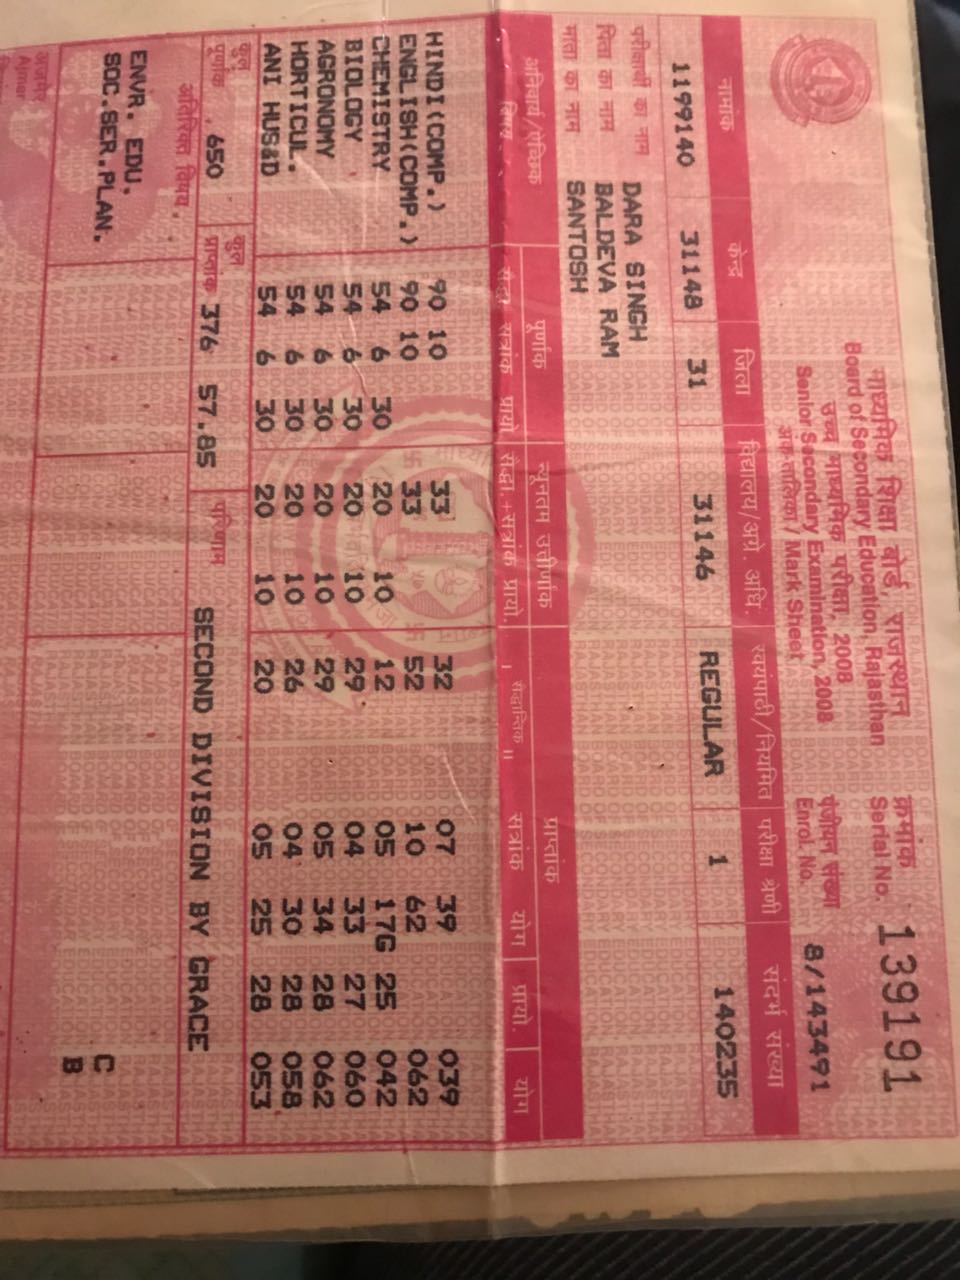 माध्यमिक शिक्षा बोर्ड, राजस्थान
Board of Secondary Education, Rajasthan
उच्च माध्यमिक परीक्षा, 2008
Senior Secondary Examination, 2008
अंक-तालिका / Mark Sheet
क्रमांक
Serial No. 139191
पंजीयन संख्या
Enrol. No. 8/143491
नामांक केन्द्र जिला विद्यालय/अग्रे. अधि. स्वयंपाठी/नियमित परीक्षा श्रेणी संदर्भ संख्या
1199140 31148 31 31146 REGULAR 1 140235
परीक्षार्थी का नाम DARA SINGH
पिता का नाम BALDEVA RAM
माता का नाम SANTOSH
अनिवार्य/ऐच्छिक विषय पूर्णांक न्यूनतम उत्तीर्णांक प्राप्तांक
सैद्धा. सत्रांक प्रायो. सैद्धा.+सत्रांक प्रायो. I सैद्धान्तिक II सत्रांक योग प्रायो. योग
HINDI(COMP.) 90 10 33 32 07 39 039
ENGLISH(COMP.) 90 10 33 52 10 62 062
CHEMISTRY 54 6 30 20 10 12 05 17G 25 042
BIOLOGY 54 6 30 20 10 29 04 33 27 060
AGRONOMY 54 6 30 20 10 29 05 34 28 062
HORTICUL. 54 6 30 20 10 26 04 30 28 058
ANI HUS&D 54 6 30 20 10 20 05 25 28 053
कुल पूर्णांक 650 कुल प्राप्तांक 376 57.85 परिणाम SECOND DIVISION BY GRACE
अतिरिक्त विषय
ENVR. EDU. C
SOC.SER.PLAN. B
अजमेर